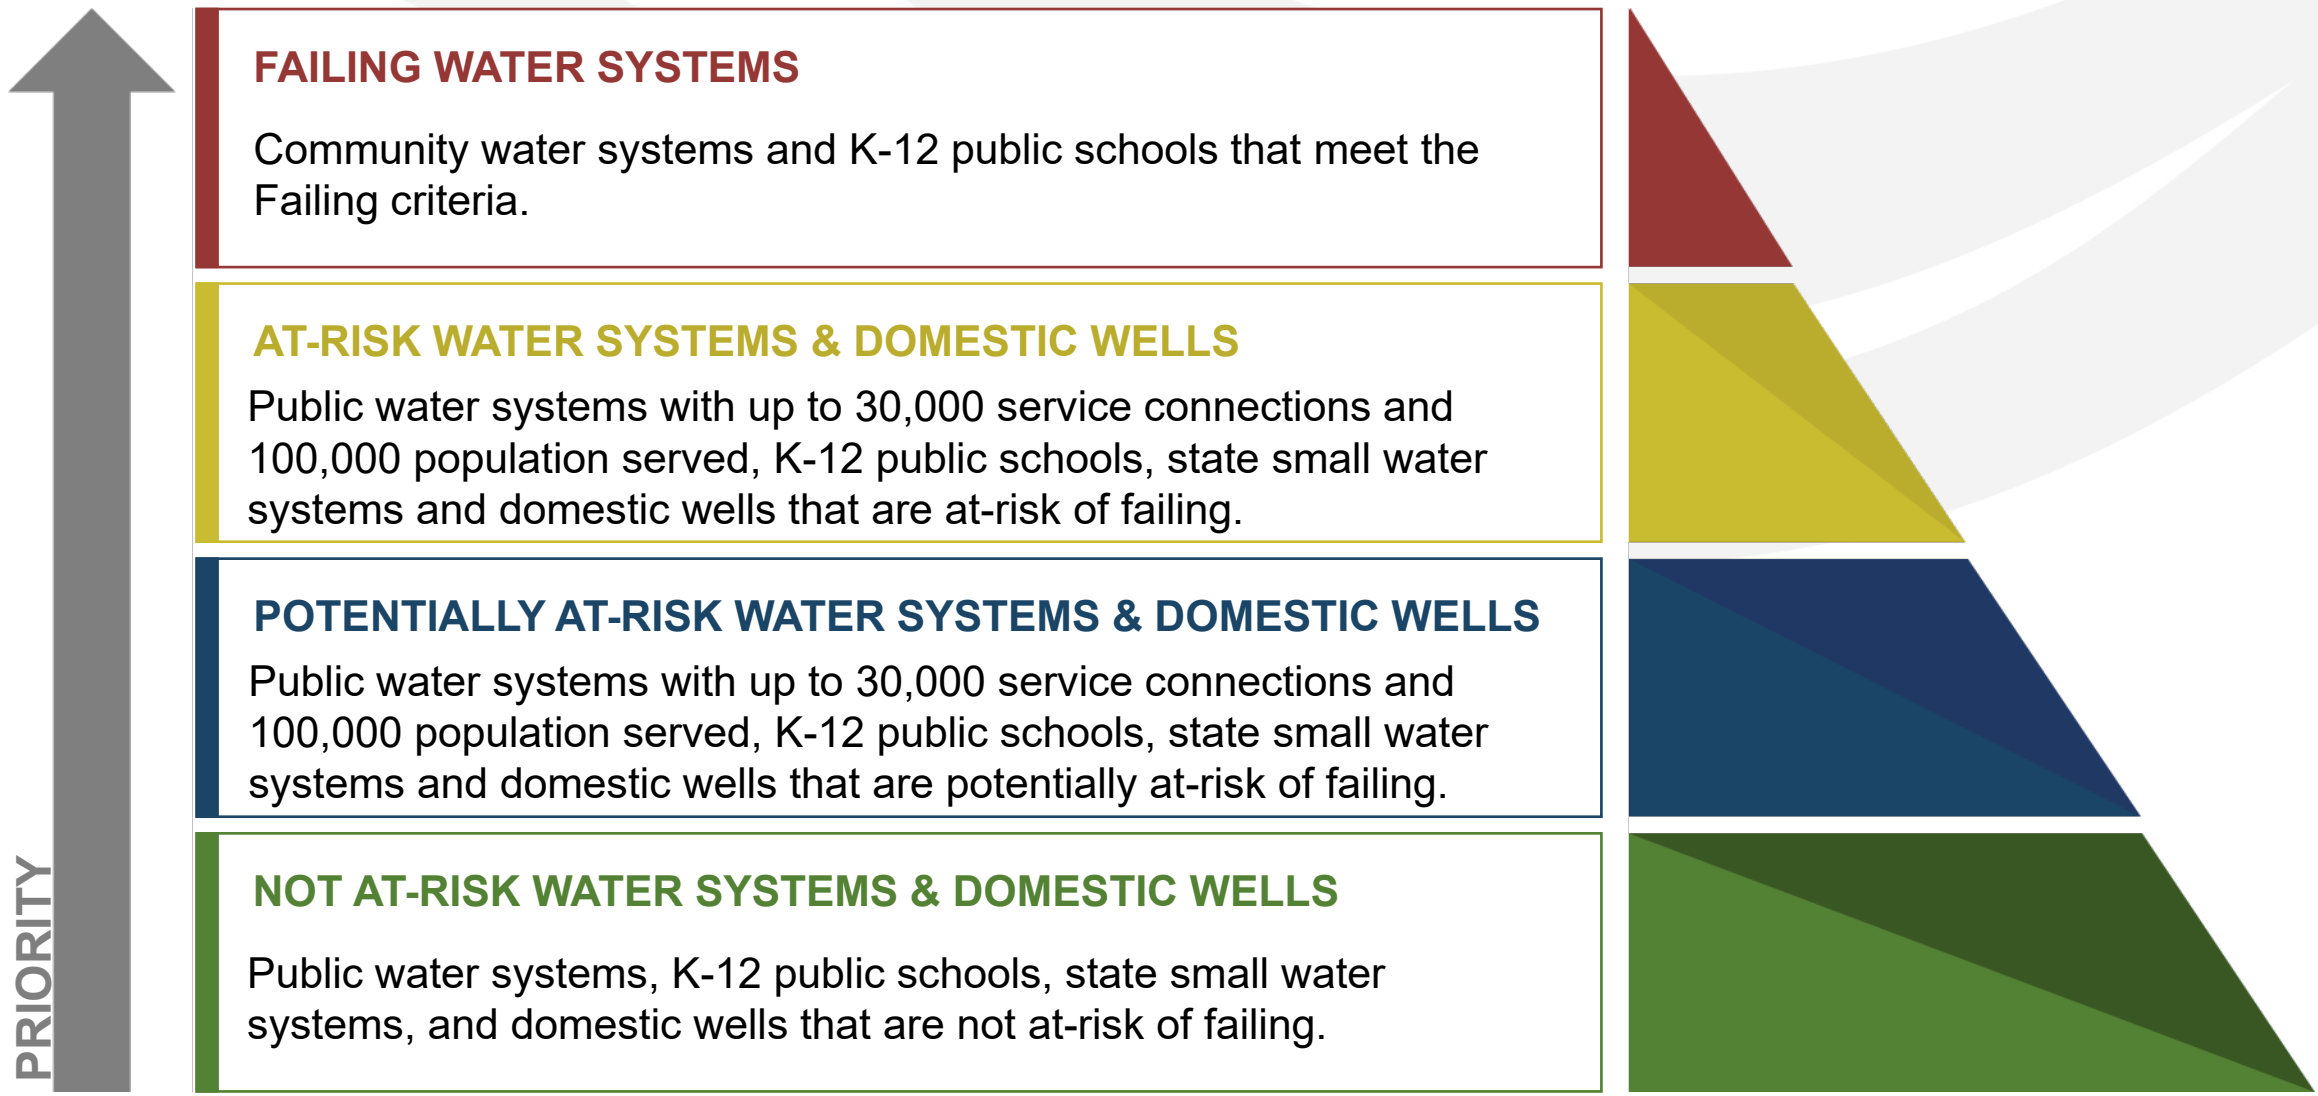 FAILING WATER SYSTEMS
Community water systems and K-12 public schools that meet the
Failing criteria.
AT-RISK WATER SYSTEMS & DOMESTIC WELLS
Public water systems with up to 30,000 service connections and
100,000 population served, K-12 public schools, state small water
systems and domestic wells that are at-risk of failing.
POTENTIALLY AT-RISK WATER SYSTEMS & DOMESTIC WELLS
Public water systems with up to 30,000 service connections and
100,000 population served, K-12 public schools, state small water
systems and domestic wells that are potentially at-risk of failing.
NOT AT-RISK WATER SYSTEMS & DOMESTIC WELLS
Public water systems, K-12 public schools, state small water
systems, and domestic wells that are not at-risk of failing.
PRIORITY